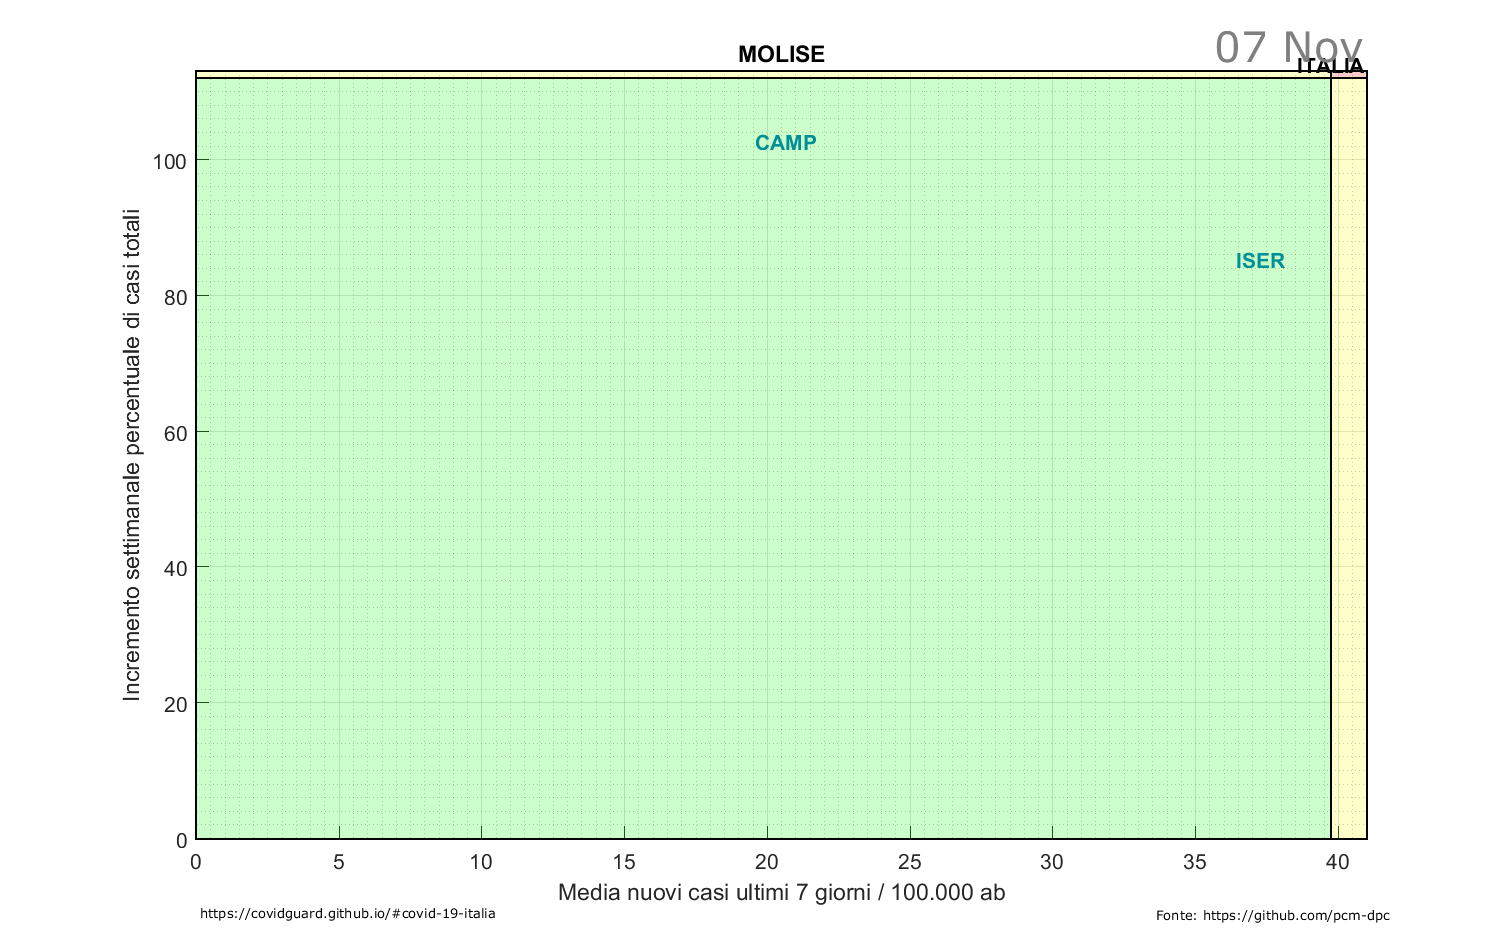 MOLISE
07 Nov
ITALIA
CAMP
ISER
Incremento settimanale percentuale di casi totali
100
80
60
40
20
0
0 5 10 15 20 25 30 35 40
Media nuovi casi ultimi 7 giorni / 100.000 ab
https://covidguard.github.io/#covid-19-italia
Fonte: https://github.com/pcm-dpc